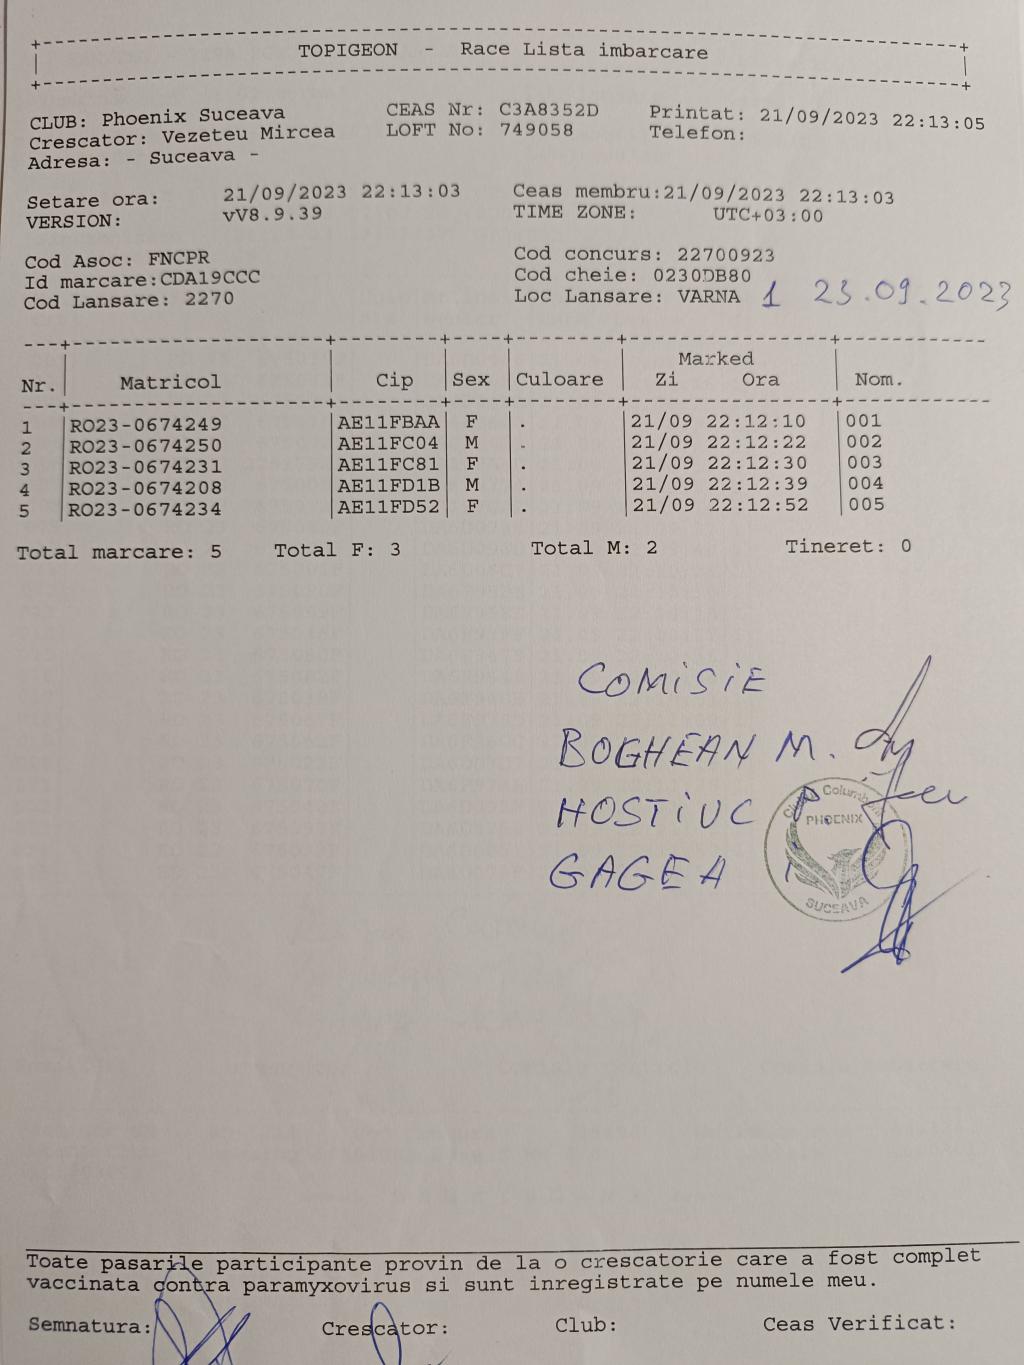 TOPIGEON - Race Lista imbarcare
CLUB: Phoenix Suceava CEAS Nr: C3A8352D Printat: 21/09/2023 22:13:05
Crescator: Vezeteu Mircea LOFT No: 749058 Telefon:
Adresa: - Suceava -
Setare ora: 21/09/2023 22:13:03 Ceas membru:21/09/2023 22:13:03
VERSION: vV8.9.39 TIME ZONE: UTC+03:00
Cod Asoc: FNCPR Cod concurs: 22700923
Id marcare:CDA19CCC Cod cheie: 0230DB80
Cod Lansare: 2270 Loc Lansare: VARNA 1 23.09.2023
Marked
Nr. Matricol Cip Sex Culoare Zi Ora Nom.
1 RO23-0674249 AE11FBAA F . 21/09 22:12:10 001
2 RO23-0674250 AE11FC04 M . 21/09 22:12:22 002
3 RO23-0674231 AE11FC81 F . 21/09 22:12:30 003
4 RO23-0674208 AE11FD1B M . 21/09 22:12:39 004
5 RO23-0674234 AE11FD52 F . 21/09 22:12:52 005
Total marcare: 5 Total F: 3 Total M: 2 Tineret: 0
COMISIE
BOGHEAN M.
HOSTIUC P
GAGEA I
PHOENIX
SUCEAVA
Toate pasarile participante provin de la o crescatorie care a fost complet
vaccinata contra paramyxovirus si sunt inregistrate pe numele meu.
Semnatura: Crescator: Club: Ceas Verificat: